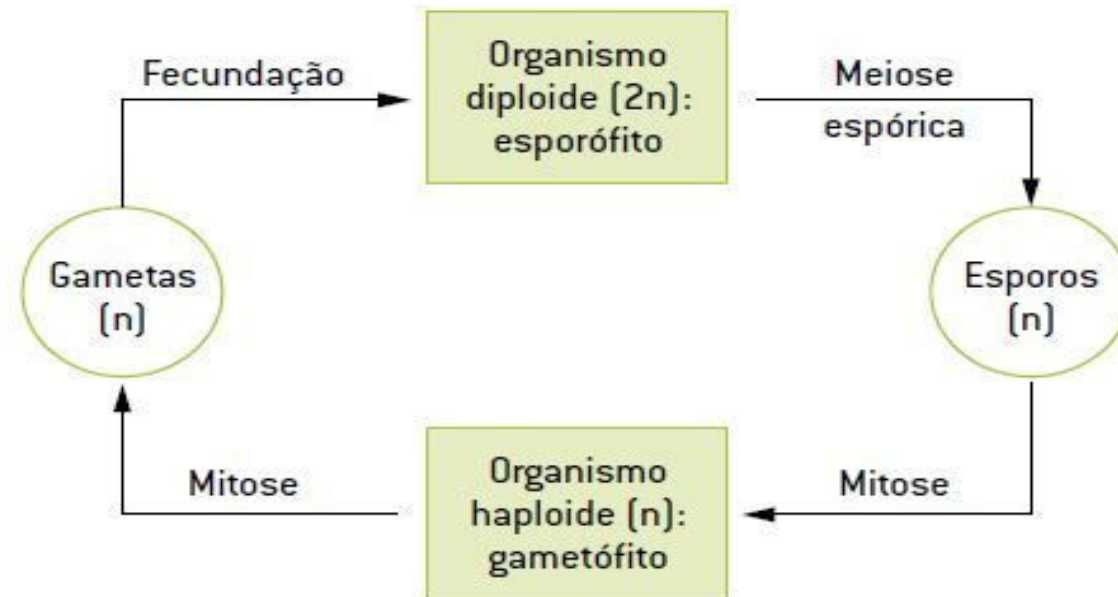 Fecundação
Organismo
diploide (2n):
esporófito
Meiose
espórica
Gametas
(n)
Esporos
(n)
Mitose
Organismo
haploide (n):
gametófito
Mitose